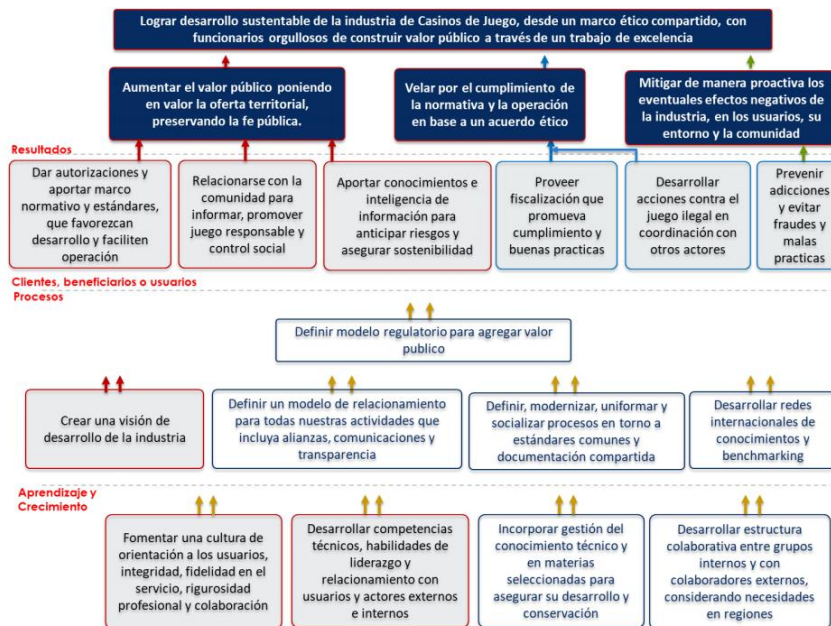 Lograr desarrollo sustentable de la industria de Casinos de Juego, desde un marco ético compartido, con
funcionarios orgullosos de construir valor público a través de un trabajo de excelencia
Aumentar el valor público poniendo
en valor la oferta territorial,
preservando la fe pública.
Velar por el cumplimiento de
la normativa y la operación
en base a un acuerdo ético
Mitigar de manera proactiva los
eventuales efectos negativos de
la industria, en los usuarios, su
entorno y la comunidad
Resultados
Dar autorizaciones y
aportar marco
normativo y estándares,
que favorezcan
desarrollo y faciliten
operación
Relacionarse con la
comunidad para
informar, promover
juego responsable y
control social
Aportar conocimientos e
inteligencia de
información para
anticipar riesgos y
asegurar sostenibilidad
Proveer
fiscalización que
promueva
cumplimiento y
buenas practicas
Desarrollar
acciones contra
el juego ilegal en
coordinación con
otros actores
Prevenir
adicciones
y evitar
fraudes y
malas
practicas
Clientes, beneficiarios o usuarios
Procesos
Definir modelo regulatorio para agregar valor
publico
Crear una visión de
desarrollo de la industria
Definir un modelo de relacionamiento
para todas nuestras actividades que
incluya alianzas, comunicaciones y
transparencia
Definir, modernizar, uniformar y
socializar procesos en torno a
estándares comunes y
documentación compartida
Desarrollar redes
internacionales de
conocimientos y
benchmarking
Aprendizaje y
Crecimiento
Fomentar una cultura de
orientación a los usuarios,
integridad, fidelidad en el
servicio, rigurosidad
profesional y colaboración
Desarrollar competencias
técnicos, habilidades de
liderazgo y
relacionamiento con
usuarios y actores externos
e internos
Incorporar gestión del
conocimiento técnico y en
materias seleccionadas
para asegurar su desarrollo y
conservación
Desarrollar estructura
colaborativa entre grupos
internos y con
colaboradores externos,
considerando necesidades
en regiones